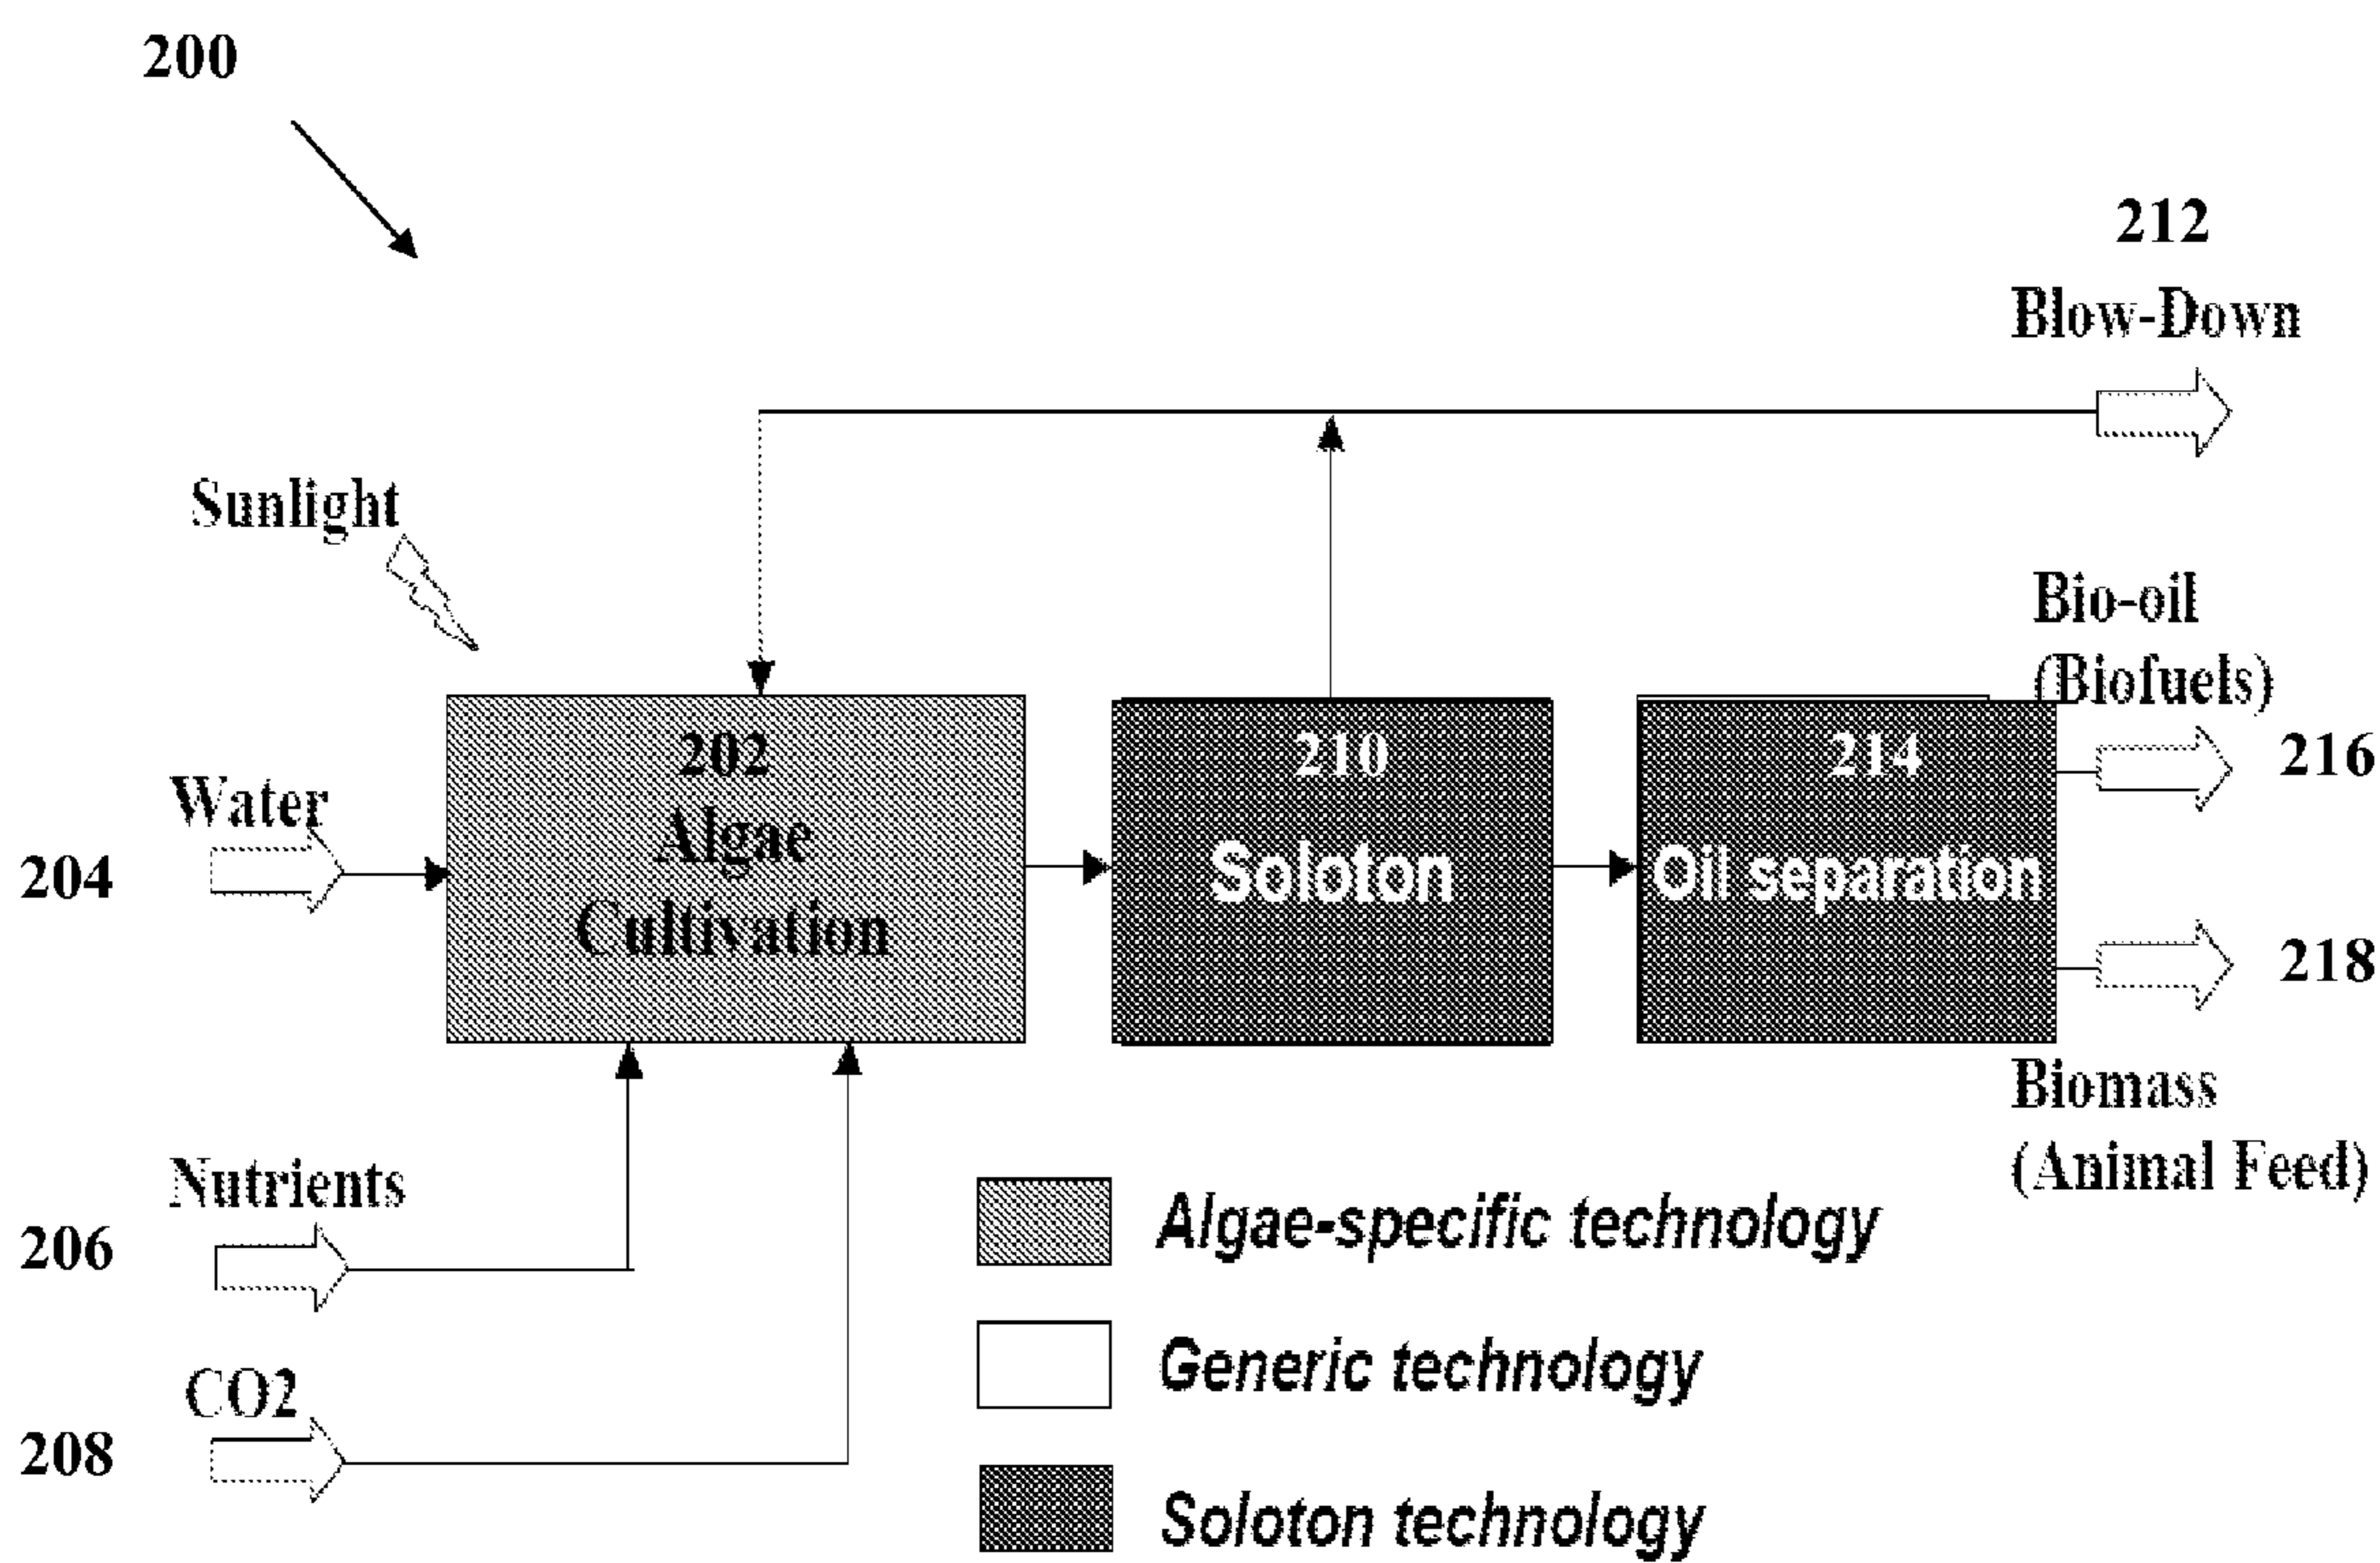 200
212
Blow-Down
Sunlight
Bio-oil
(Biofuels)
216
202
Algae
Cultivation
210
Soloton
214
Oil separation
Water
204
218
Biomass
(Animal Feed)
Nutrients
206
CO2
208
Algae-specific technology
Generic technology
Soloton technology